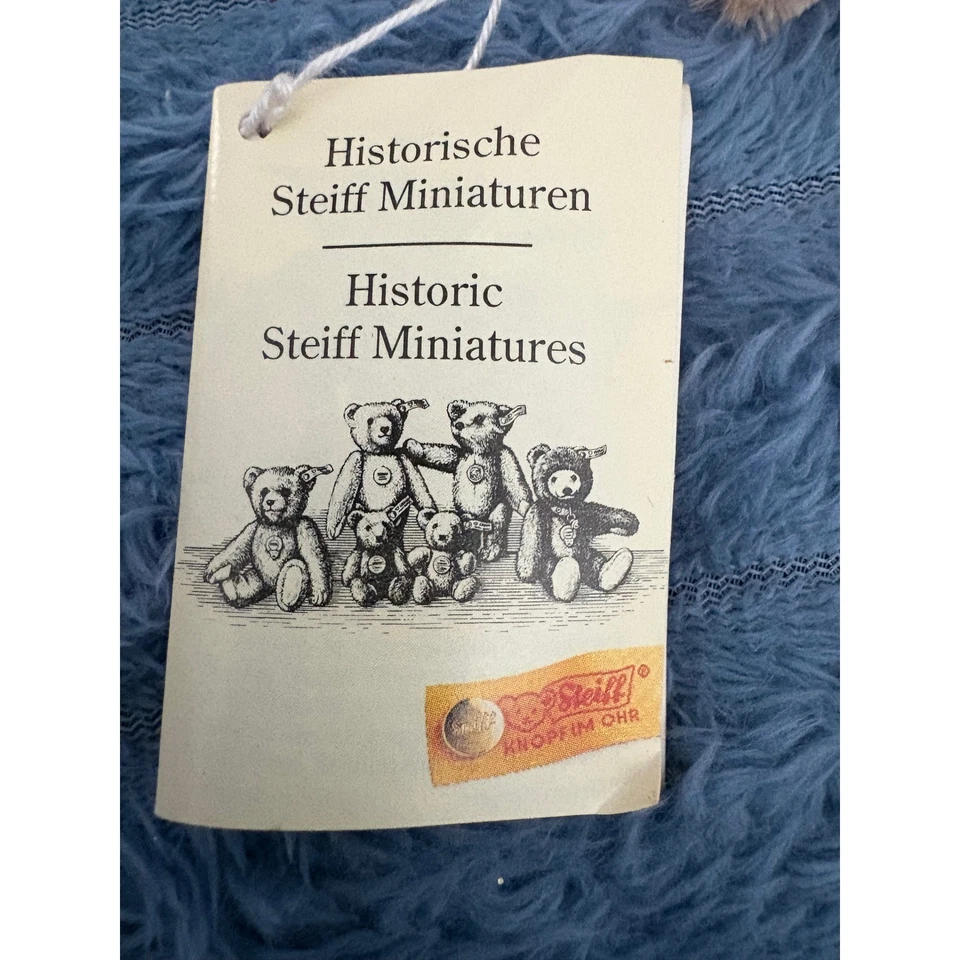 Historische
Steiff Miniaturen
Historic
Steiff Miniatures
Steiff
Steiff®
KNOPF IM OHR